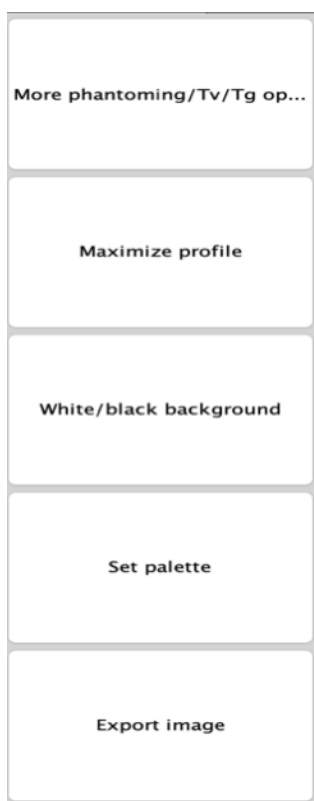 More phantoming/Tv/Tg op...
Maximize profile
White/black background
Set palette
Export image